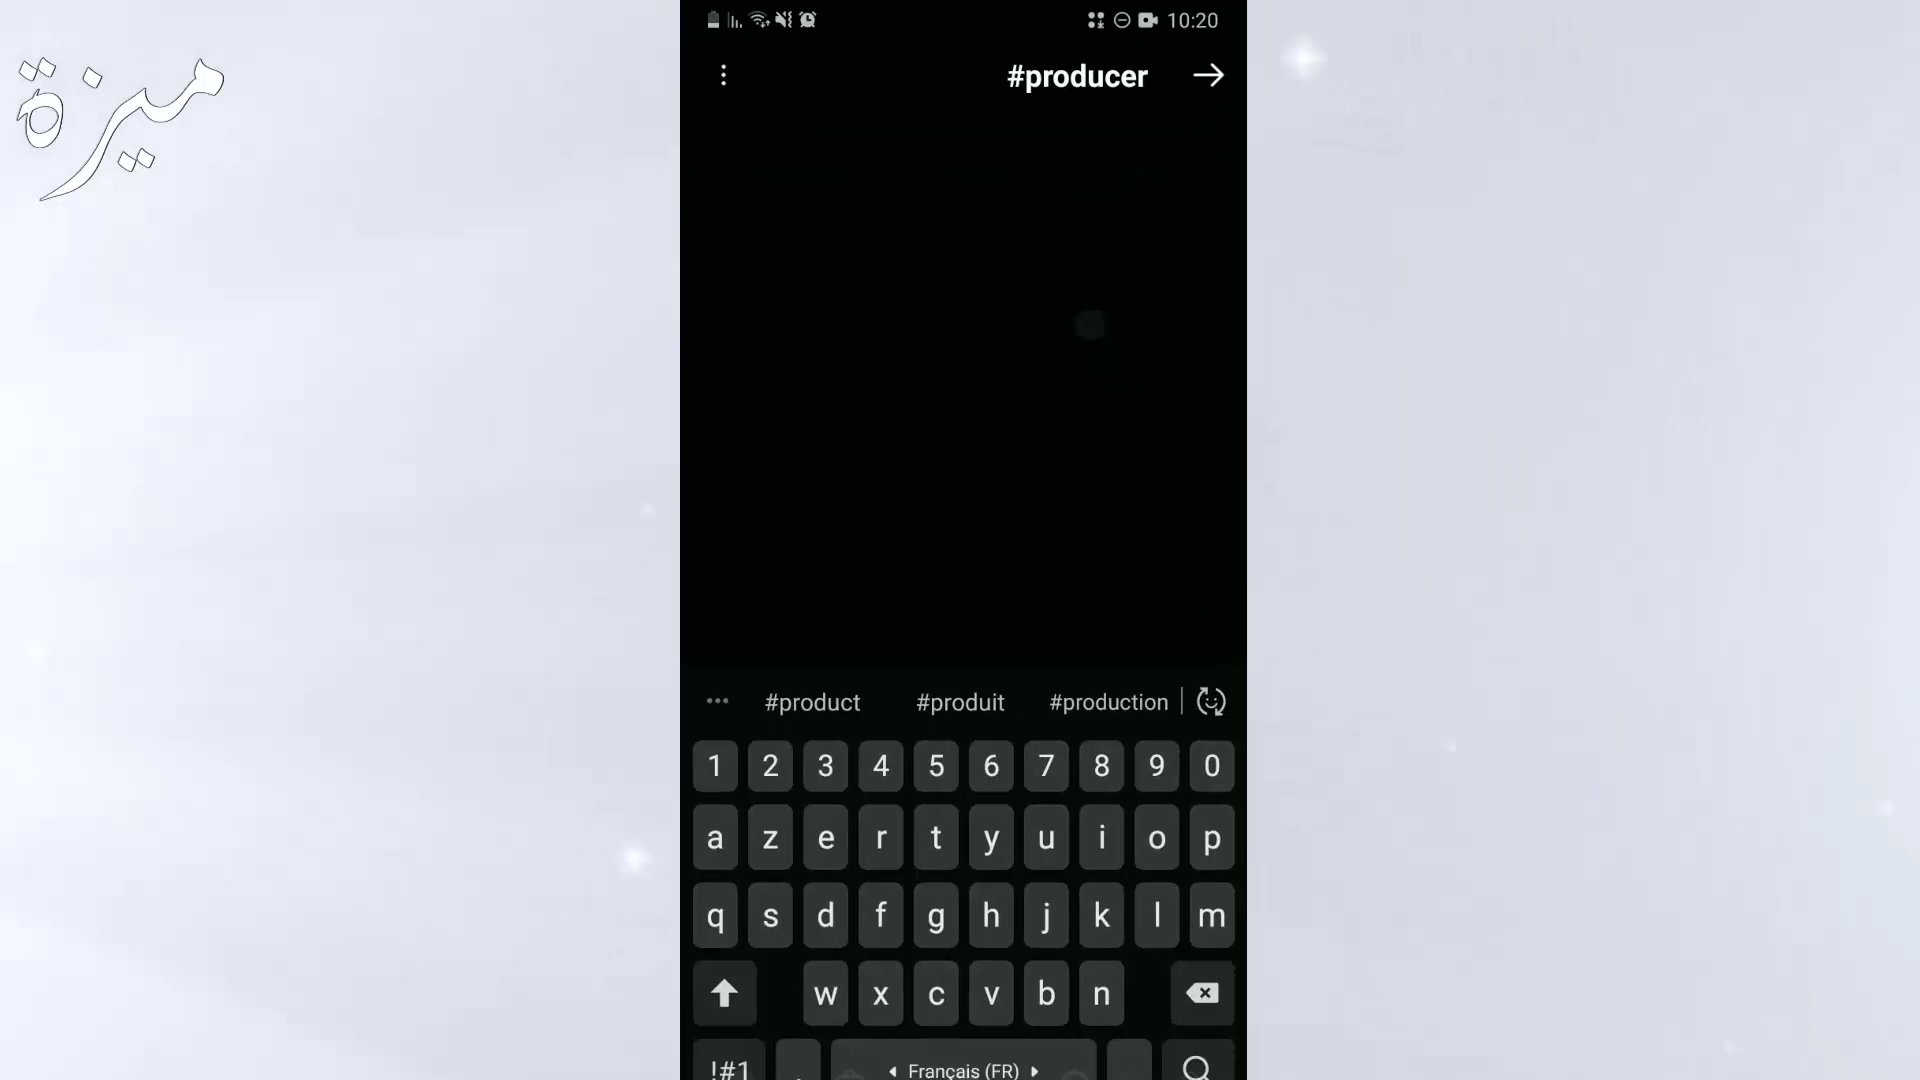 ميزة
10:20
#producer
#product #produit #production
1 2 3 4 5 6 7 8 9 0
a z e r t y u i o p
q s d f g h j k l m
w x c v b n
!#1 , Français (FR)